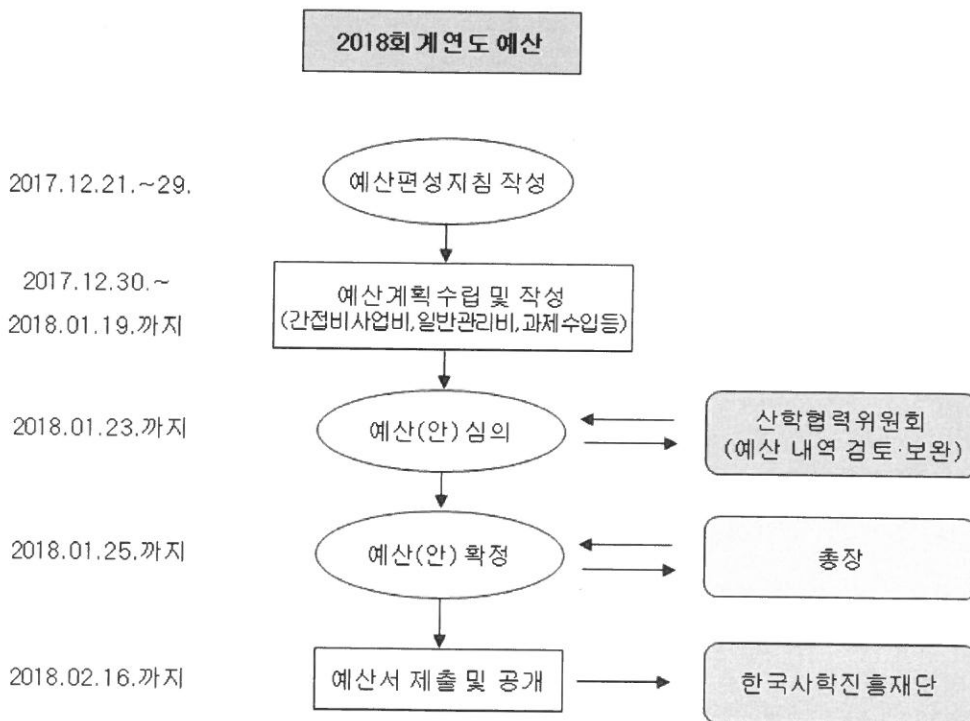 2018회계연도 예산
2017.12.21.~29.
예산편성지침 작성
2017.12.30.~
2018.01.19.까지
예산계획 수립 및 작성
(간접비사업비,일반관리비,과제수입등)
2018.01.23.까지
예산(안) 심의
산학협력위원회
(예산 내역 검토·보완)
2018.01.25.까지
예산(안) 확정
총장
2018.02.16.까지
예산서 제출 및 공개
한국사학진흥재단